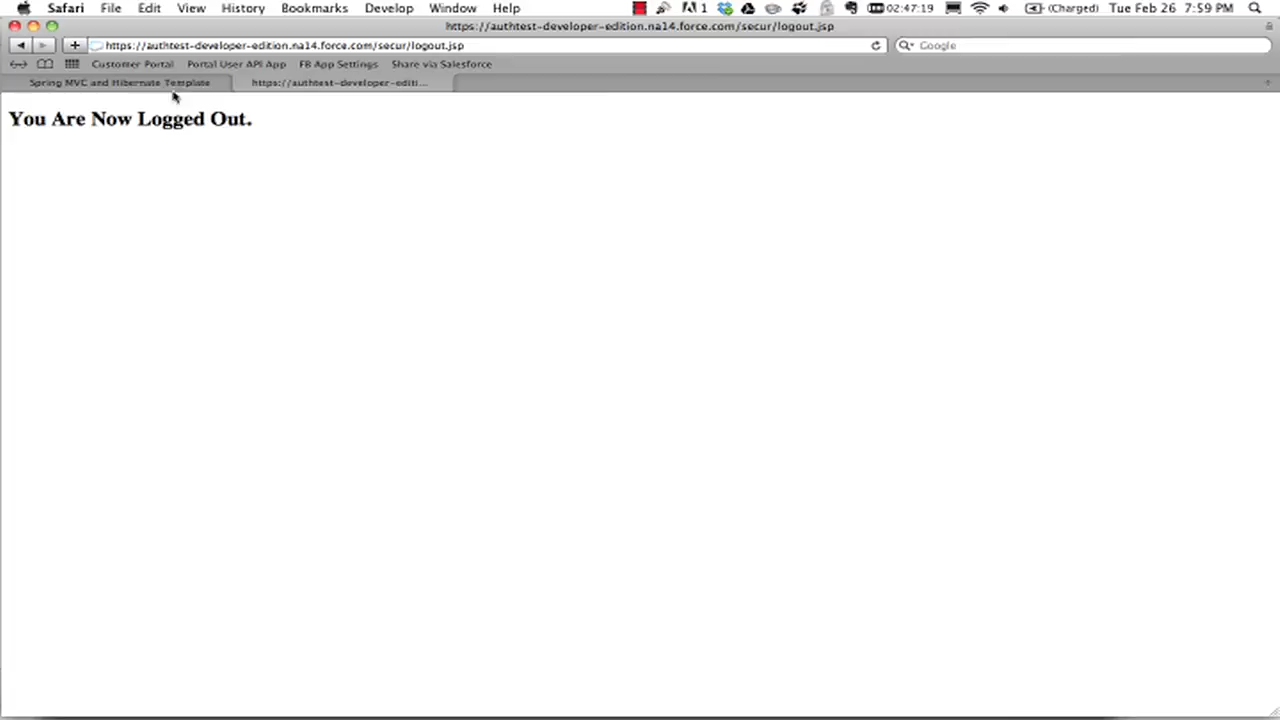 Safari File Edit View History Bookmarks Develop Window Help 1 02:47:19 (Charged) Tue Feb 26 7:59 PM
https://authtest-developer-edition.na14.force.com/secur/logout.jsp
https://authtest-developer-edition.na14.force.com/secur/logout.jsp Google
Customer Portal Portal User API App FB App Settings Share via Salesforce
Spring MVC and Hibernate Template https://authtest-developer-editi...
You Are Now Logged Out.